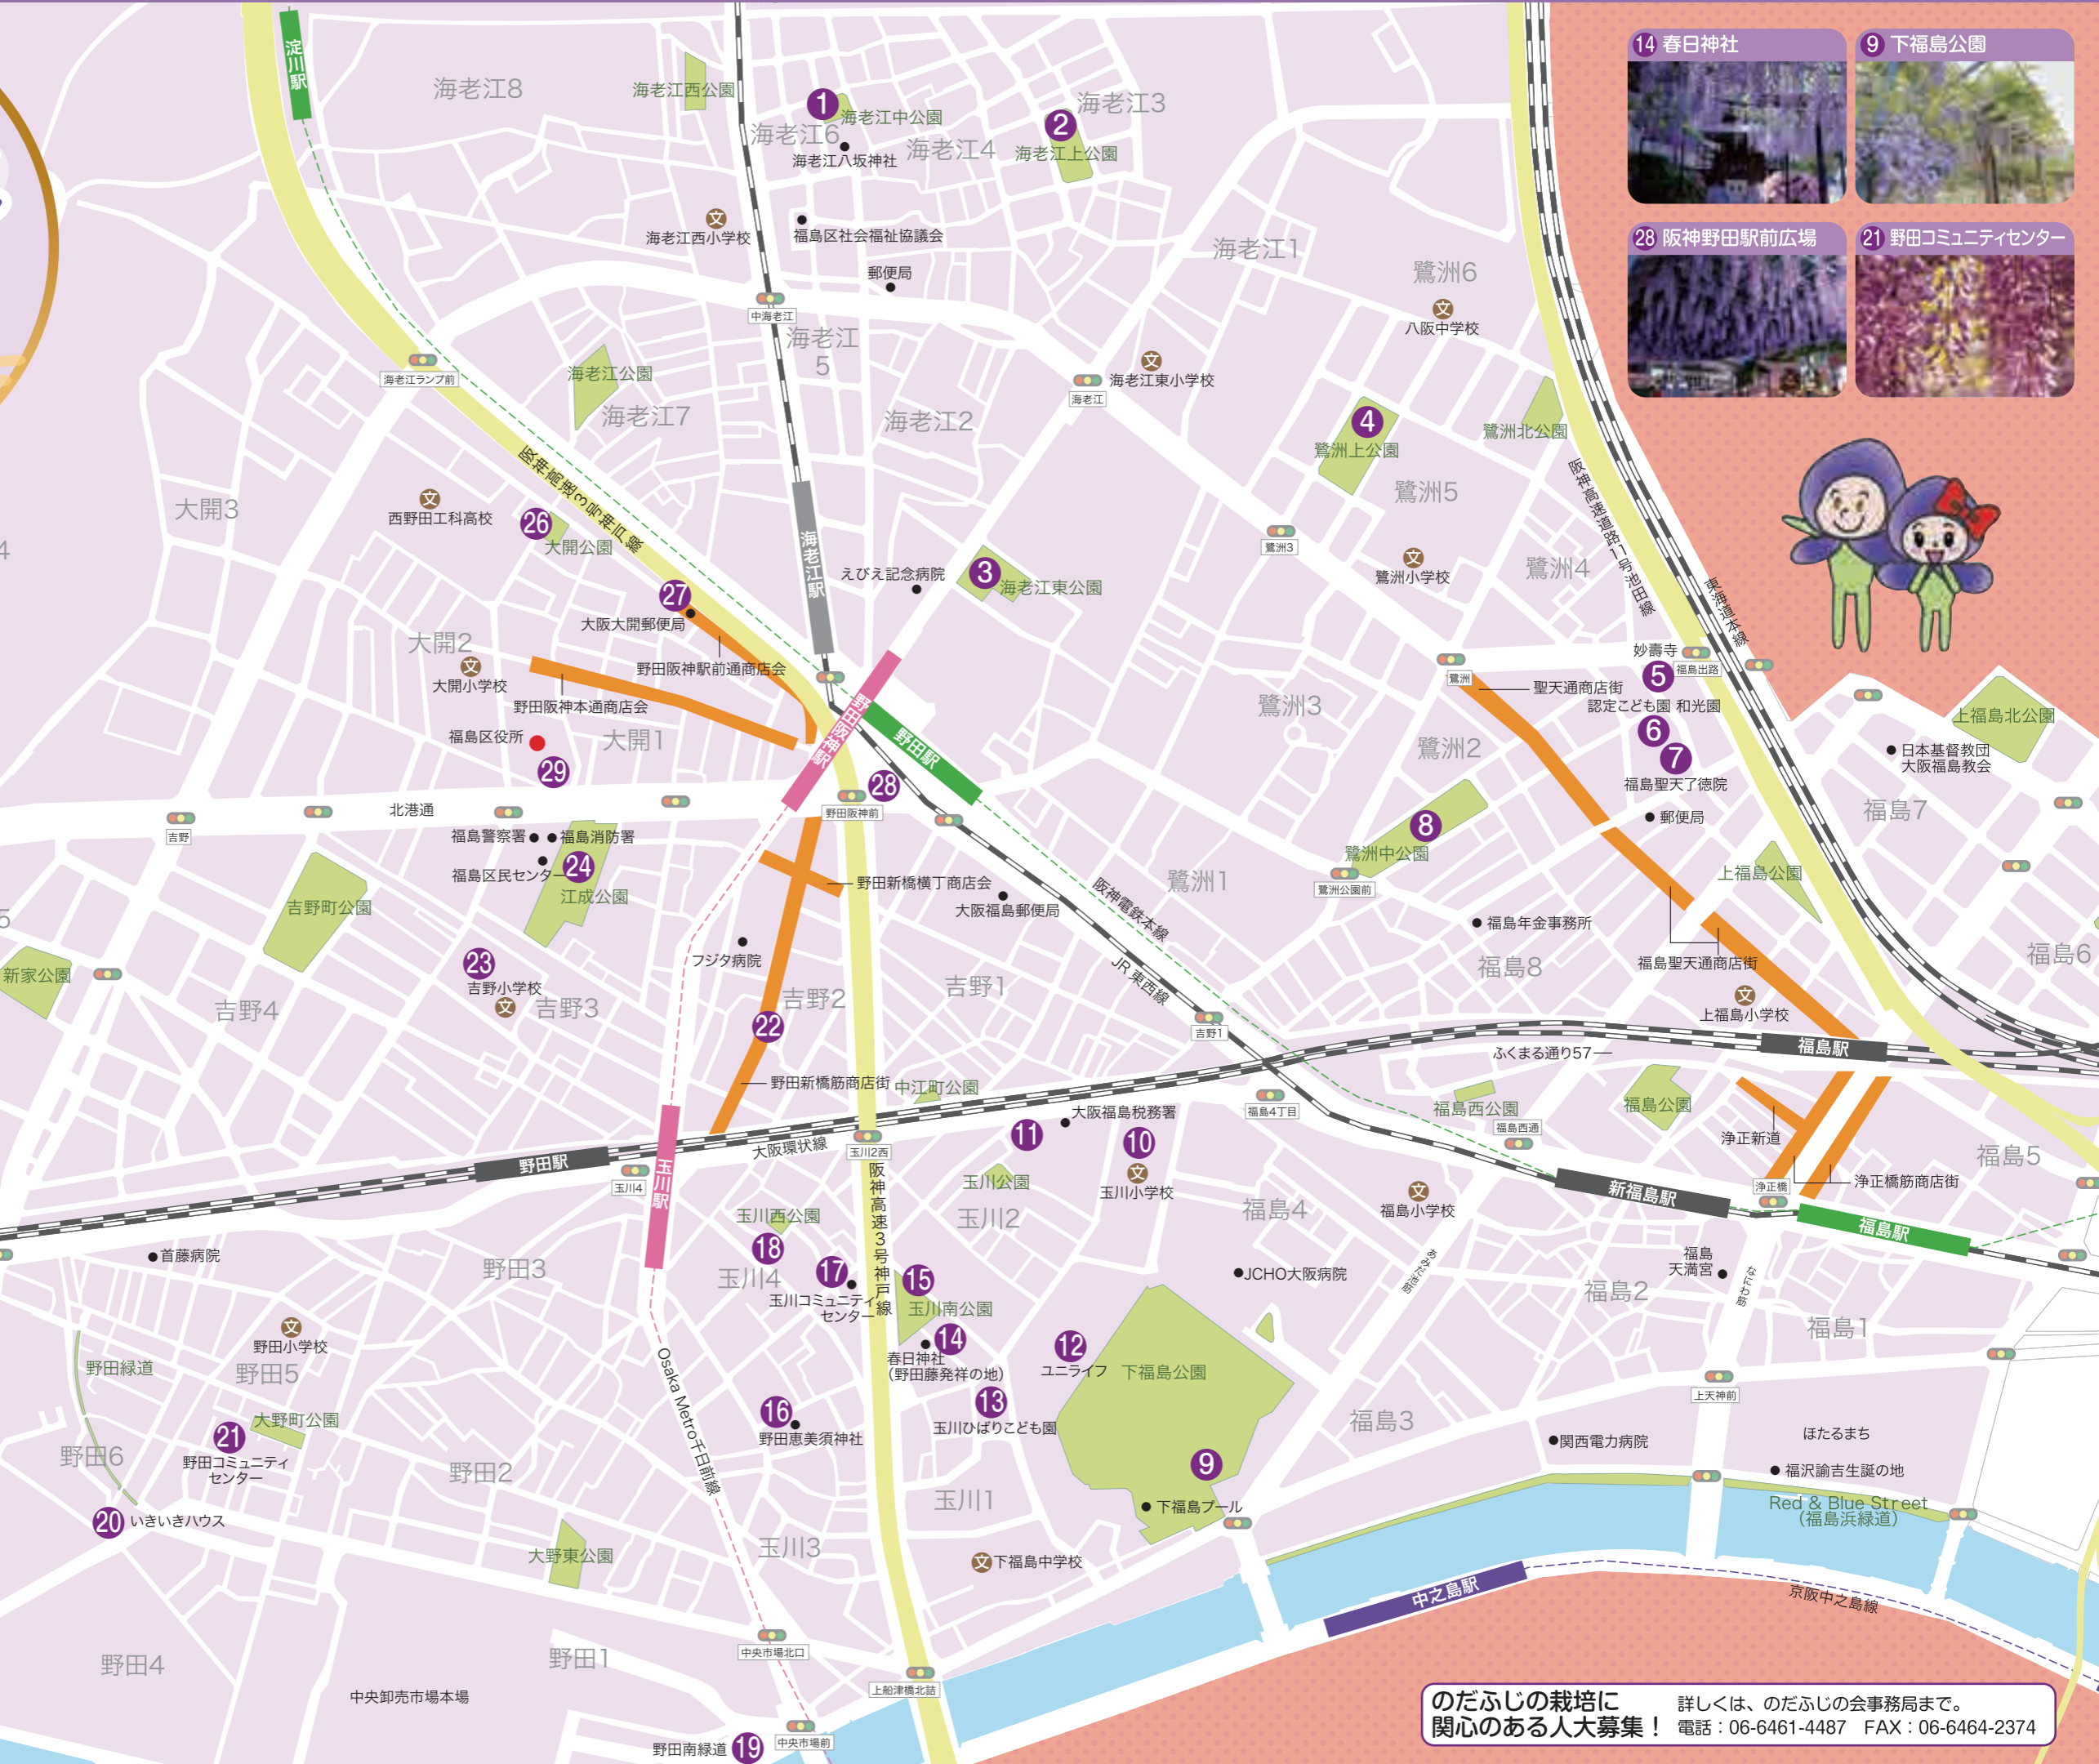 淀川駅
海老江8
海老江西公園
1
海老江中公園
海老江6
海老江八坂神社
海老江4
2
海老江3
海老江上公園
14 春日神社
9 下福島公園
28 阪神野田駅前広場
21 野田コミュニティセンター
文
海老江西小学校
福島区社会福祉協議会
郵便局
海老江1
鷺洲6
文
八阪中学校
中海老江
海老江
5
海老江ランプ前
海老江公園
海老江7
海老江2
文
海老江東小学校
海老江
4
鷺洲上公園
鷺洲北公園
鷺洲5
阪神高速3号神戸線
阪神高速道路11号池田線
東海道本線
大開3
文
西野田工科高校
26
大開公園
海老江駅
えびえ記念病院
3
海老江東公園
鷺洲3
文
鷺洲小学校
鷺洲4
27
大阪大開郵便局
大開2
文
大開小学校
野田阪神駅前通商店会
野田阪神本通商店会
福島区役所
大開1
29
野田阪神駅
野田駅
28
野田阪神前
鷺洲3
鷺洲
聖天通商店街
妙壽寺
5
福島出路
認定こども園 和光園
6
7
福島聖天了徳院
鷺洲2
郵便局
上福島北公園
日本基督教団
大阪福島教会
福島7
北港通
吉野
福島警察署
福島消防署
福島区民センター
24
江成公園
吉野町公園
野田新橋横丁商店会
大阪福島郵便局
鷺洲1
8
鷺洲中公園
鷺洲公園前
上福島公園
福島年金事務所
福島聖天通商店街
福島8
福島6
阪神電鉄本線
JR 東西線
新家公園
フジタ病院
23
吉野小学校
文
吉野4
吉野3
吉野2
吉野1
22
吉野1
文
上福島小学校
福島駅
ふくまる通り57
野田新橋筋商店街
中江町公園
大阪福島税務署
11
10
福島4丁目
福島西公園
福島公園
福島西通
浄正新道
福島5
大阪環状線
玉川2西
野田駅
玉川4
玉川駅
玉川公園
文
玉川小学校
玉川2
福島4
文
福島小学校
新福島駅
浄正橋
浄正橋筋商店街
福島駅
玉川西公園
18
玉川4
17
玉川コミュニティ
センター
阪神高速3号神戸線
15
玉川南公園
14
春日神社
(野田藤発祥の地)
首藤病院
野田3
JCHO大阪病院
あみだ池筋
福島
天満宮
なにわ筋
福島2
福島1
文
野田小学校
野田緑道
野田5
大野町公園
21
野田コミュニティ
センター
野田6
野田2
20
いきいきハウス
Osaka Metro千日前線
16
野田恵美須神社
13
玉川ひばりこども園
12
ユニライフ
下福島公園
9
下福島プール
福島3
上天神前
関西電力病院
ほたるまち
福沢諭吉生誕の地
Red & Blue Street
(福島浜緑道)
大野東公園
玉川3
玉川1
文
下福島中学校
中之島駅
京阪中之島線
野田4
野田1
中央卸売市場本場
中央市場北口
上船津橋北詰
中央市場前
野田南緑道
19
のだふじの栽培に
関心のある人大募集！
詳しくは、のだふじの会事務局まで。
電話：06-6461-4487 FAX：06-6464-2374